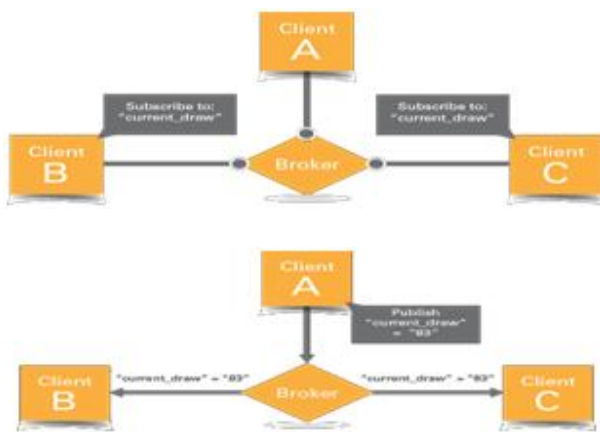 Client
A
Subscribe to:
"current_draw"
Subscribe to:
"current_draw"
Client
B
Broker
Client
C
Client
A
Publish
"current_draw"
= "83"
"current_draw" = "83"
"current_draw" = "83"
Client
B
Broker
Client
C